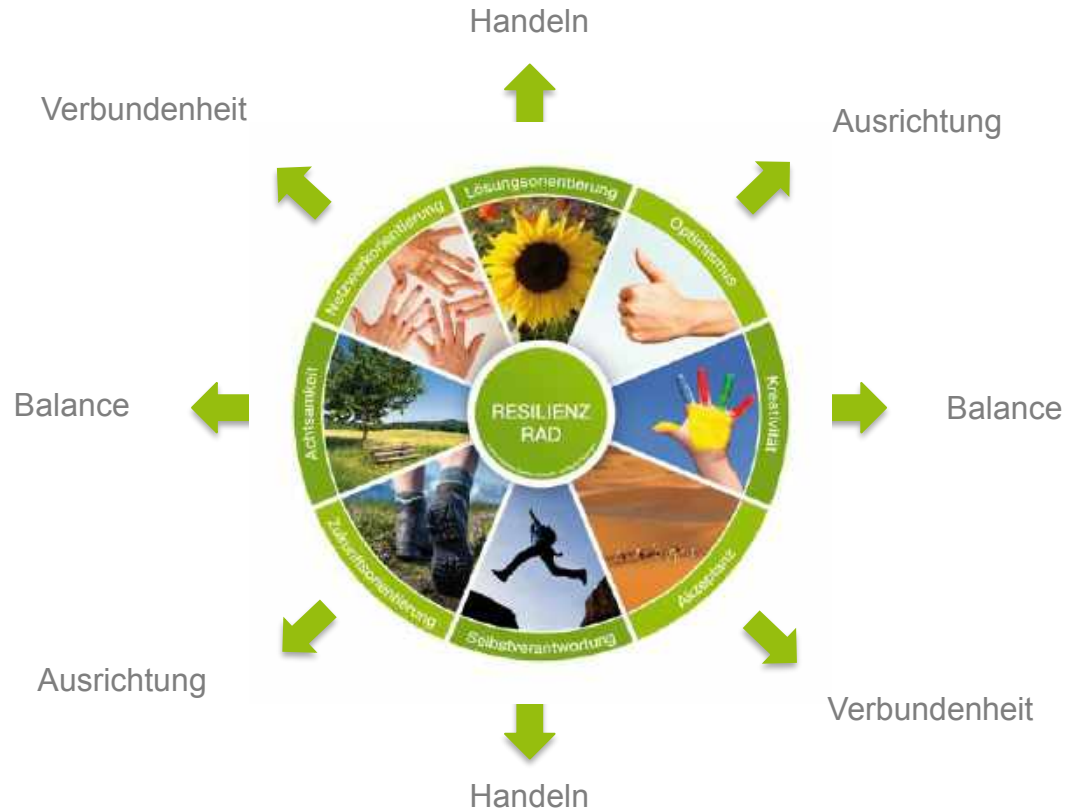 Handeln
Verbundenheit
Ausrichtung
Lösungsorientierung
Netzwerkorientierung
Optimismus
Balance
Achtsamkeit
RESILIENZ
RAD
Kreativität
Balance
Zukunftsorientierung
Akzeptanz
Selbstverantwortung
Ausrichtung
Verbundenheit
Handeln